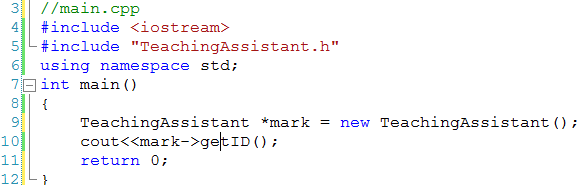 3 //main.cpp
4 #include <iostream>
5 #include "TeachingAssistant.h"
6 using namespace std;
7 int main()
8 {
9 TeachingAssistant *mark = new TeachingAssistant();
10 cout<<mark->getID();
11 return 0;
12 }